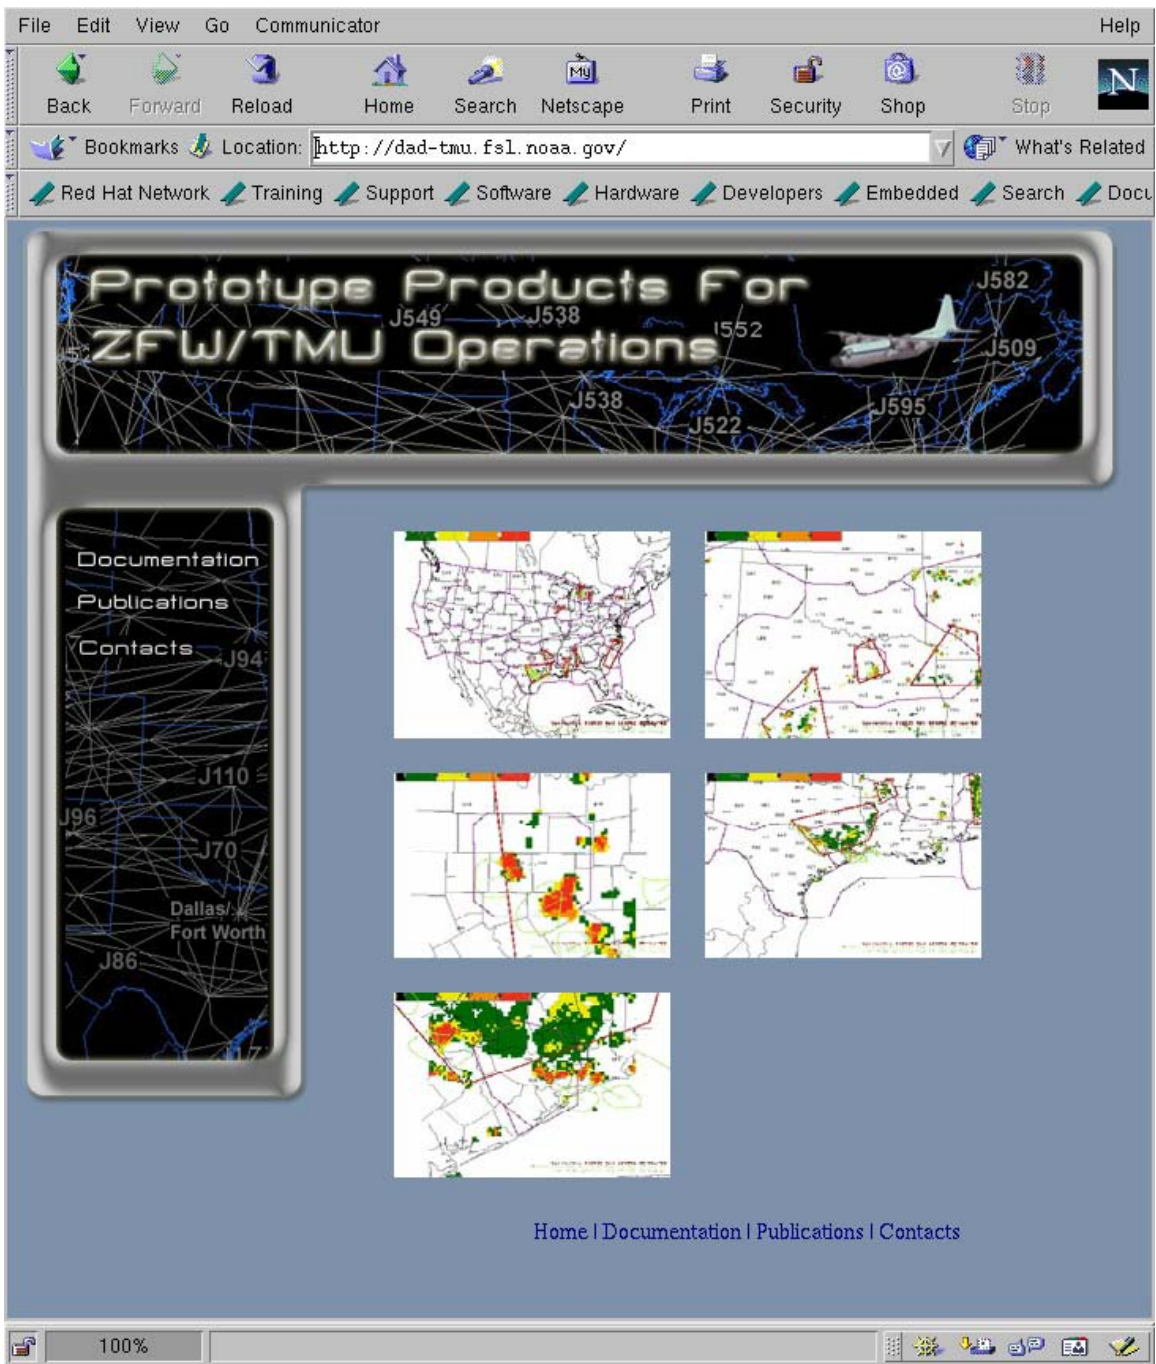 File Edit View Go Communicator Help
Back Forward Reload Home Search Netscape Print Security Shop Stop
My
N
Bookmarks Location: http://dad-tmu.fsl.noaa.gov/ What's Related
Red Hat Network Training Support Software Hardware Developers Embedded Search Docu
Prototype Products For
ZFW/TMU Operations
J582
J549 J538
J509
J538
J595
J522
Documentation
Publications
Contacts
J94
J110
J96
J70
Dallas/
Fort Worth
J86
Home | Documentation | Publications | Contacts
100%